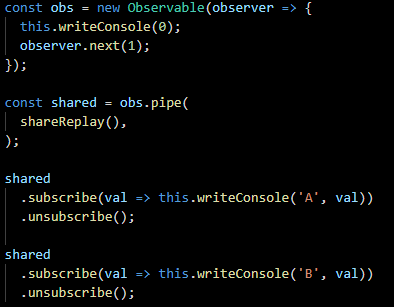 const obs = new Observable(observer => {
  this.writeConsole(0);
  observer.next(1);
});

const shared = obs.pipe(
  shareReplay(),
);

shared
  .subscribe(val => this.writeConsole('A', val))
  .unsubscribe();

shared
  .subscribe(val => this.writeConsole('B', val))
  .unsubscribe();